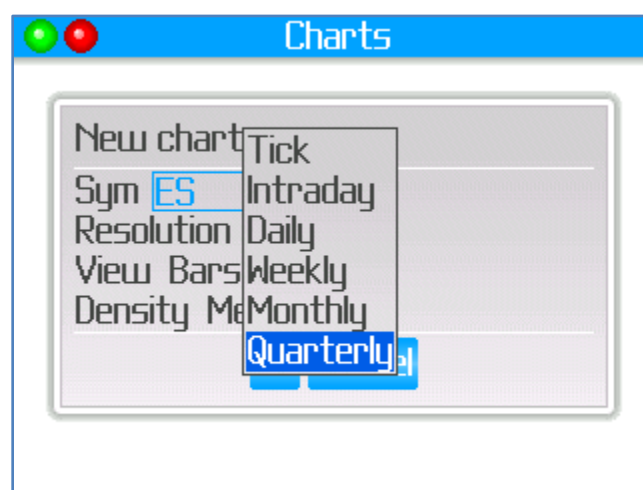 Charts
New chart
Tick
Sym ES
Intraday
Resolution
Daily
View Bars
Weekly
Density
Monthly
Quarterly